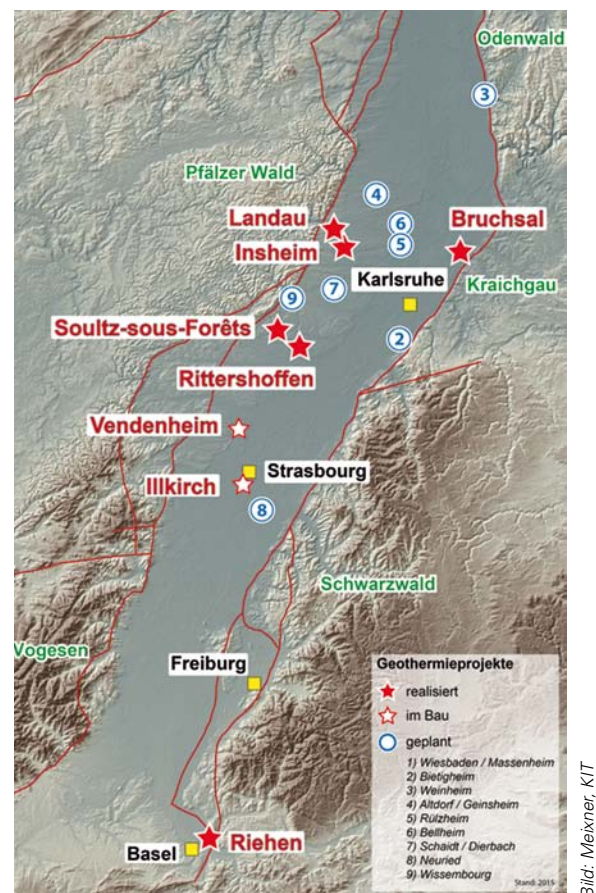 Odenwald
3
Pfälzer Wald
4
Landau
6
Bruchsal
Insheim
5
Karlsruhe
7
Kraichgau
9
Soultz-sous-Forêts
2
Rittershoffen
Vendenheim
Strasbourg
Illkirch
8
Schwarzwald
Vogesen
Freiburg
Geothermieprojekte
realisiert
im Bau
geplant
1) Wiesbaden / Massenheim
2) Bietigheim
3) Weinheim
4) Altdorf / Geinsheim
5) Rülzheim
6) Bellheim
7) Schaidt / Dierbach
8) Neuried
9) Wissembourg
Stand: 2015
Riehen
Basel
Bild: Meixner, KIT